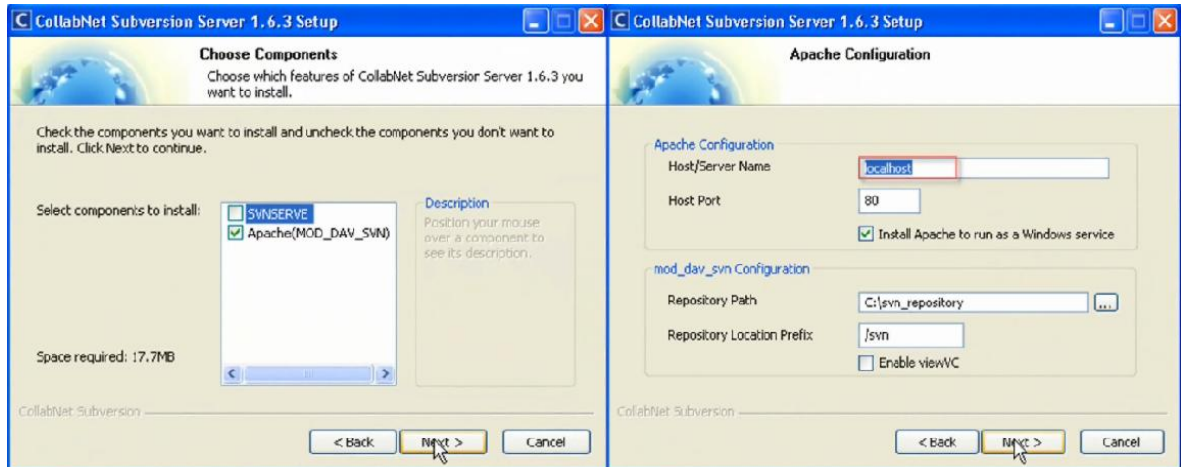 CollabNet Subversion Server 1.6.3 Setup
Choose Components
Choose which features of CollabNet Subversior Server 1.6.3 you
want to install.
Check the components you want to install and uncheck the components you don't want to
install. Click Next to continue.
Select components to install:
SVNSERVE
Apache(MOD_DAV_SVN)
Description
Position your mouse
over a component to
see its description.
Space required: 17.7MB
CollabNet Subversion
< Back
Next >
Cancel
CollabNet Subversion Server 1.6.3 Setup
Apache Configuration
Apache Configuration
Host/Server Name
localhost
Host Port
80
Install Apache to run as a Windows service
mod_dav_svn Configuration
Repository Path
C:\svn_repository
...
Repository Location Prefix
/svn
Enable viewVC
CollabNet Subversion
< Back
Next >
Cancel